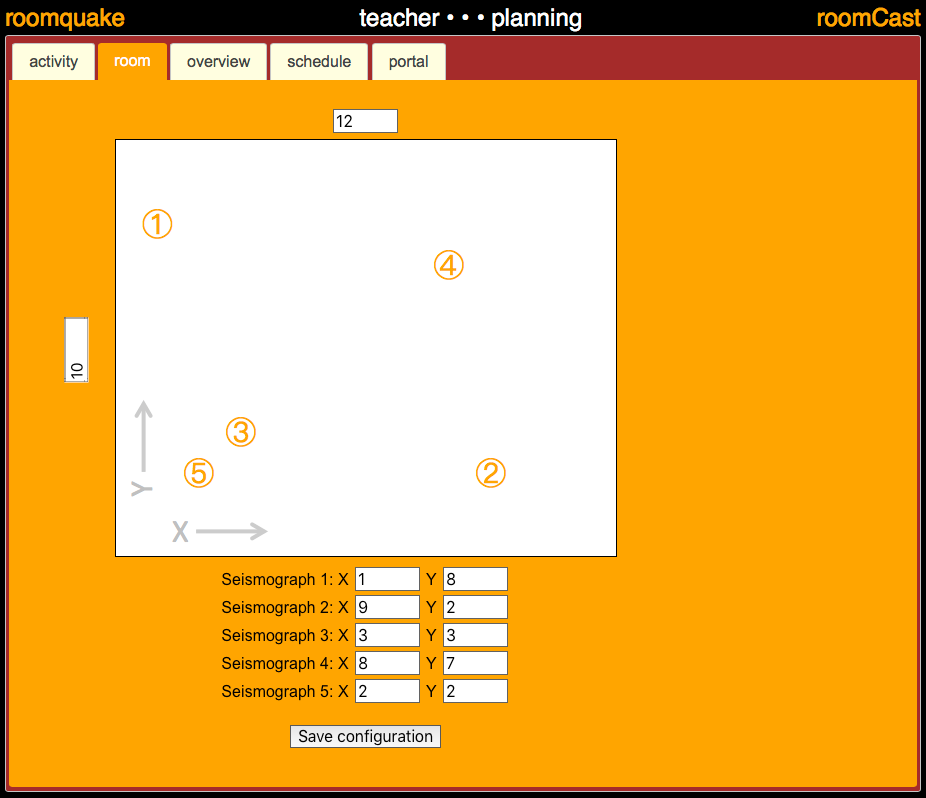 roomquake teacher • • • planning roomCast
activity room overview schedule portal
12
①
④
10
③
⑤ ②
Y
X
Seismograph 1: X 1 Y 8
Seismograph 2: X 9 Y 2
Seismograph 3: X 3 Y 3
Seismograph 4: X 8 Y 7
Seismograph 5: X 2 Y 2
Save configuration